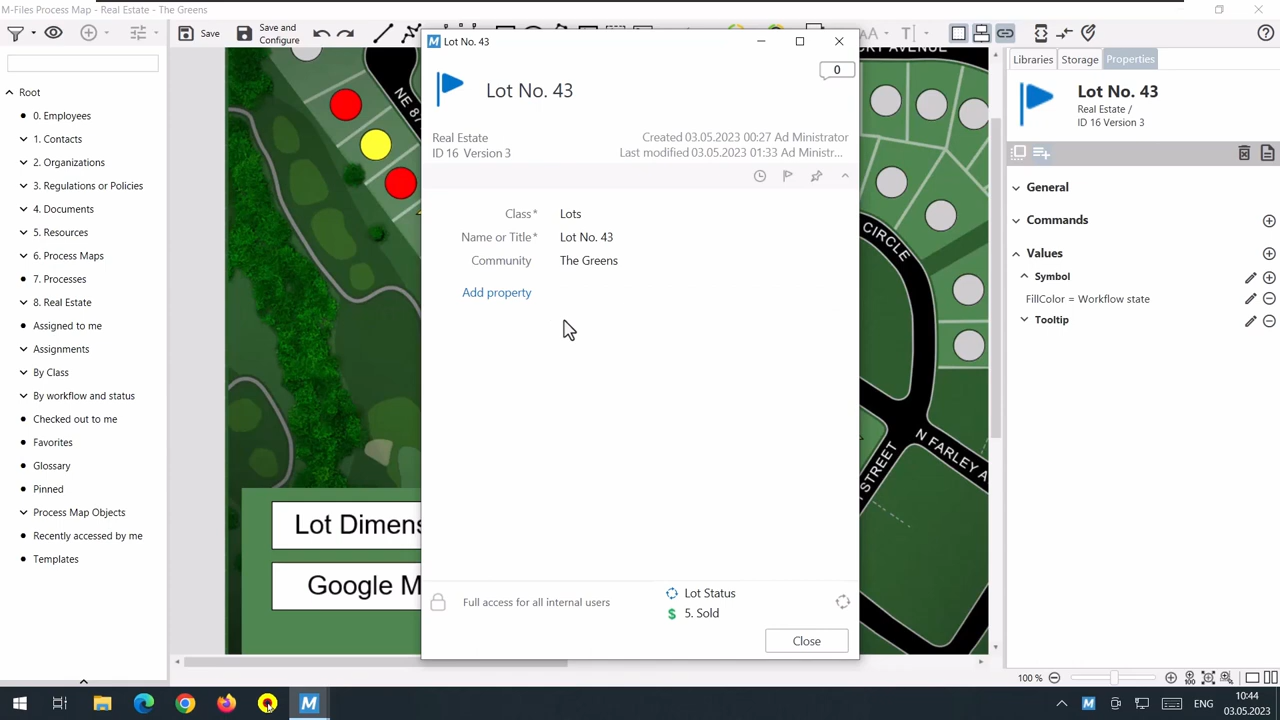 M-Files Process Map - Real Estate - The Greens
Save
Save and
Configure
Root
0. Employees
1. Contacts
2. Organizations
3. Regulations or Policies
4. Documents
5. Resources
6. Process Maps
7. Processes
8. Real Estate
Assigned to me
Assignments
By Class
By workflow and status
Checked out to me
Favorites
Glossary
Pinned
Process Map Objects
Recently accessed by me
Templates
NE 8
Lot Dimens
Google M
Lot No. 43
0
Lot No. 43
Real Estate
ID 16 Version 3
Created 03.05.2023 00:27 Ad Ministrator
Last modified 03.05.2023 01:33 Ad Ministr...
Class* Lots
Name or Title* Lot No. 43
Community The Greens
Add property
Full access for all internal users
Lot Status
5. Sold
Close
AVENUE
CIRCLE
STREET
N FARLEY A
Libraries Storage Properties
Lot No. 43
Real Estate /
ID 16 Version 3
General
Commands
Values
Symbol
FillColor = Workflow state
Tooltip
100 %
100
ENG
10:44
03.05.2023